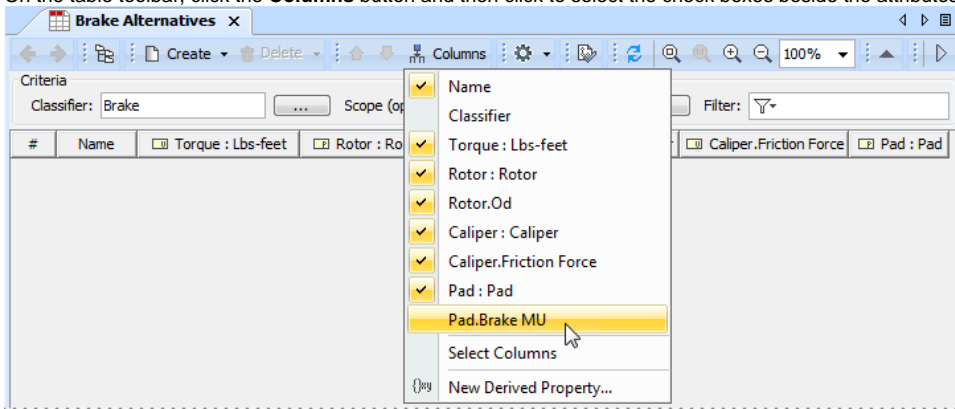 On the table toolbar, click the Columns button and then click to select the check boxes beside the attributes
Brake Alternatives
Create Delete Columns 100%
Criteria
Classifier: Brake ... Scope (op Filter:
# Name Torque : Lbs-feet Rotor : Ro Caliper.Friction Force Pad : Pad
Name
Classifier
Torque : Lbs-feet
Rotor : Rotor
Rotor.Od
Caliper : Caliper
Caliper.Friction Force
Pad : Pad
Pad.Brake MU
Select Columns
New Derived Property...